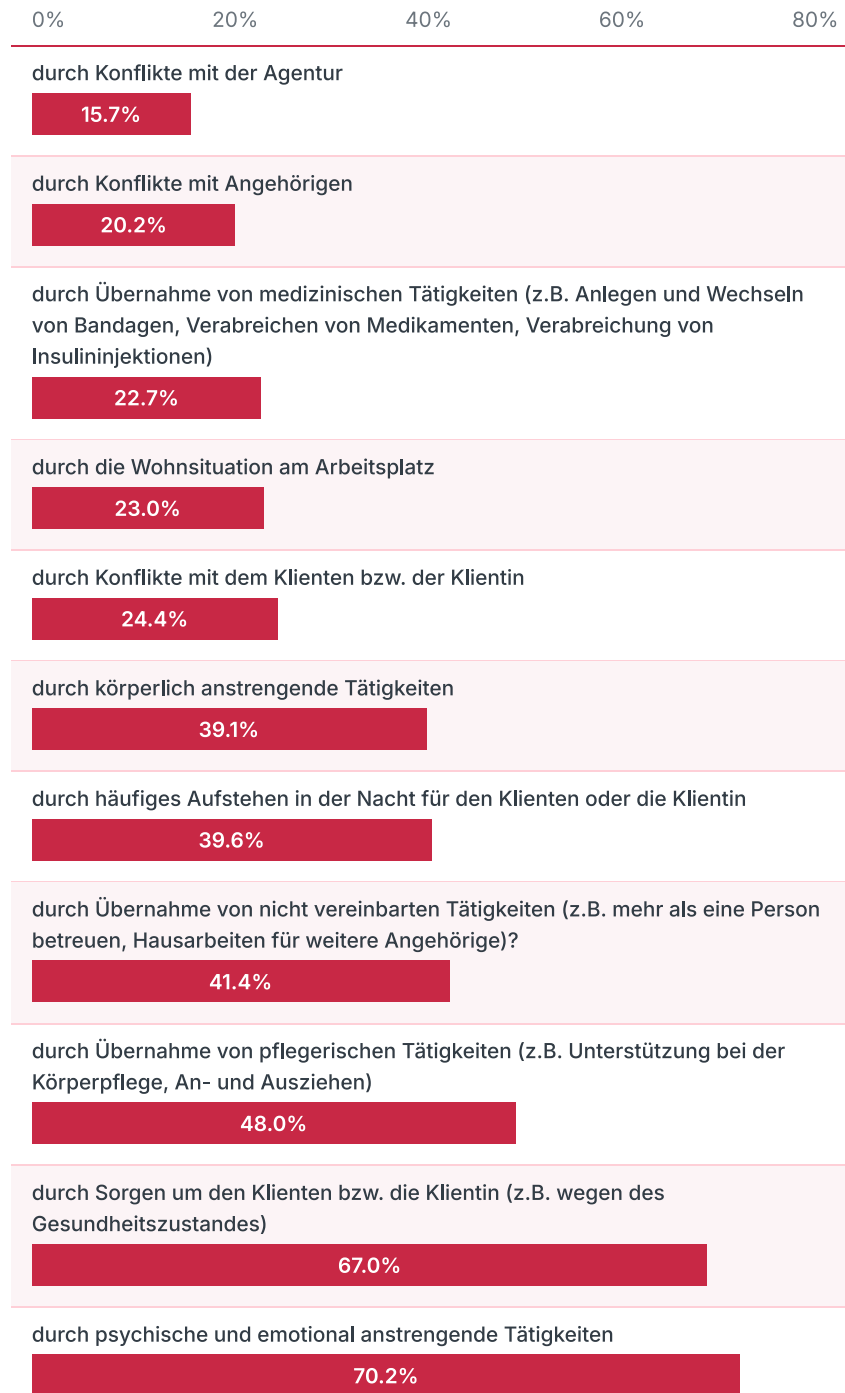 0% 20% 40% 60% 80%
durch Konflikte mit der Agentur
15.7%
durch Konflikte mit Angehörigen
20.2%
durch Übernahme von medizinischen Tätigkeiten (z.B. Anlegen und Wechseln
von Bandagen, Verabreichen von Medikamenten, Verabreichung von
Insulininjektionen)
22.7%
durch die Wohnsituation am Arbeitsplatz
23.0%
durch Konflikte mit dem Klienten bzw. der Klientin
24.4%
durch körperlich anstrengende Tätigkeiten
39.1%
durch häufiges Aufstehen in der Nacht für den Klienten oder die Klientin
39.6%
durch Übernahme von nicht vereinbarten Tätigkeiten (z.B. mehr als eine Person
betreuen, Hausarbeiten für weitere Angehörige)?
41.4%
durch Übernahme von pflegerischen Tätigkeiten (z.B. Unterstützung bei der
Körperpflege, An- und Ausziehen)
48.0%
durch Sorgen um den Klienten bzw. die Klientin (z.B. wegen des
Gesundheitszustandes)
67.0%
durch psychische und emotional anstrengende Tätigkeiten
70.2%